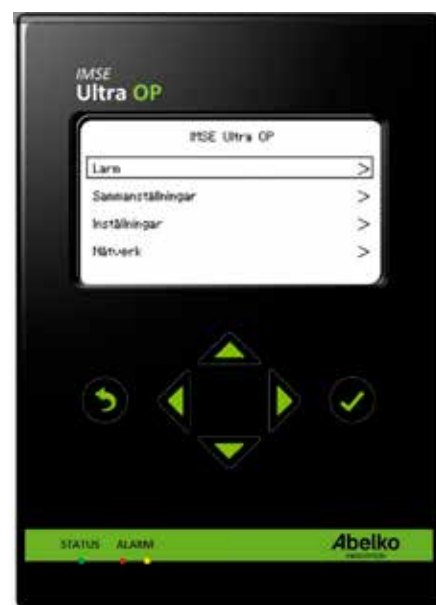 IMSE
Ultra OP
IMSE Ultra OP
Larm >
Sammanställningar >
Inställningar >
Nätverk >
STATUS ALARM
Abelko